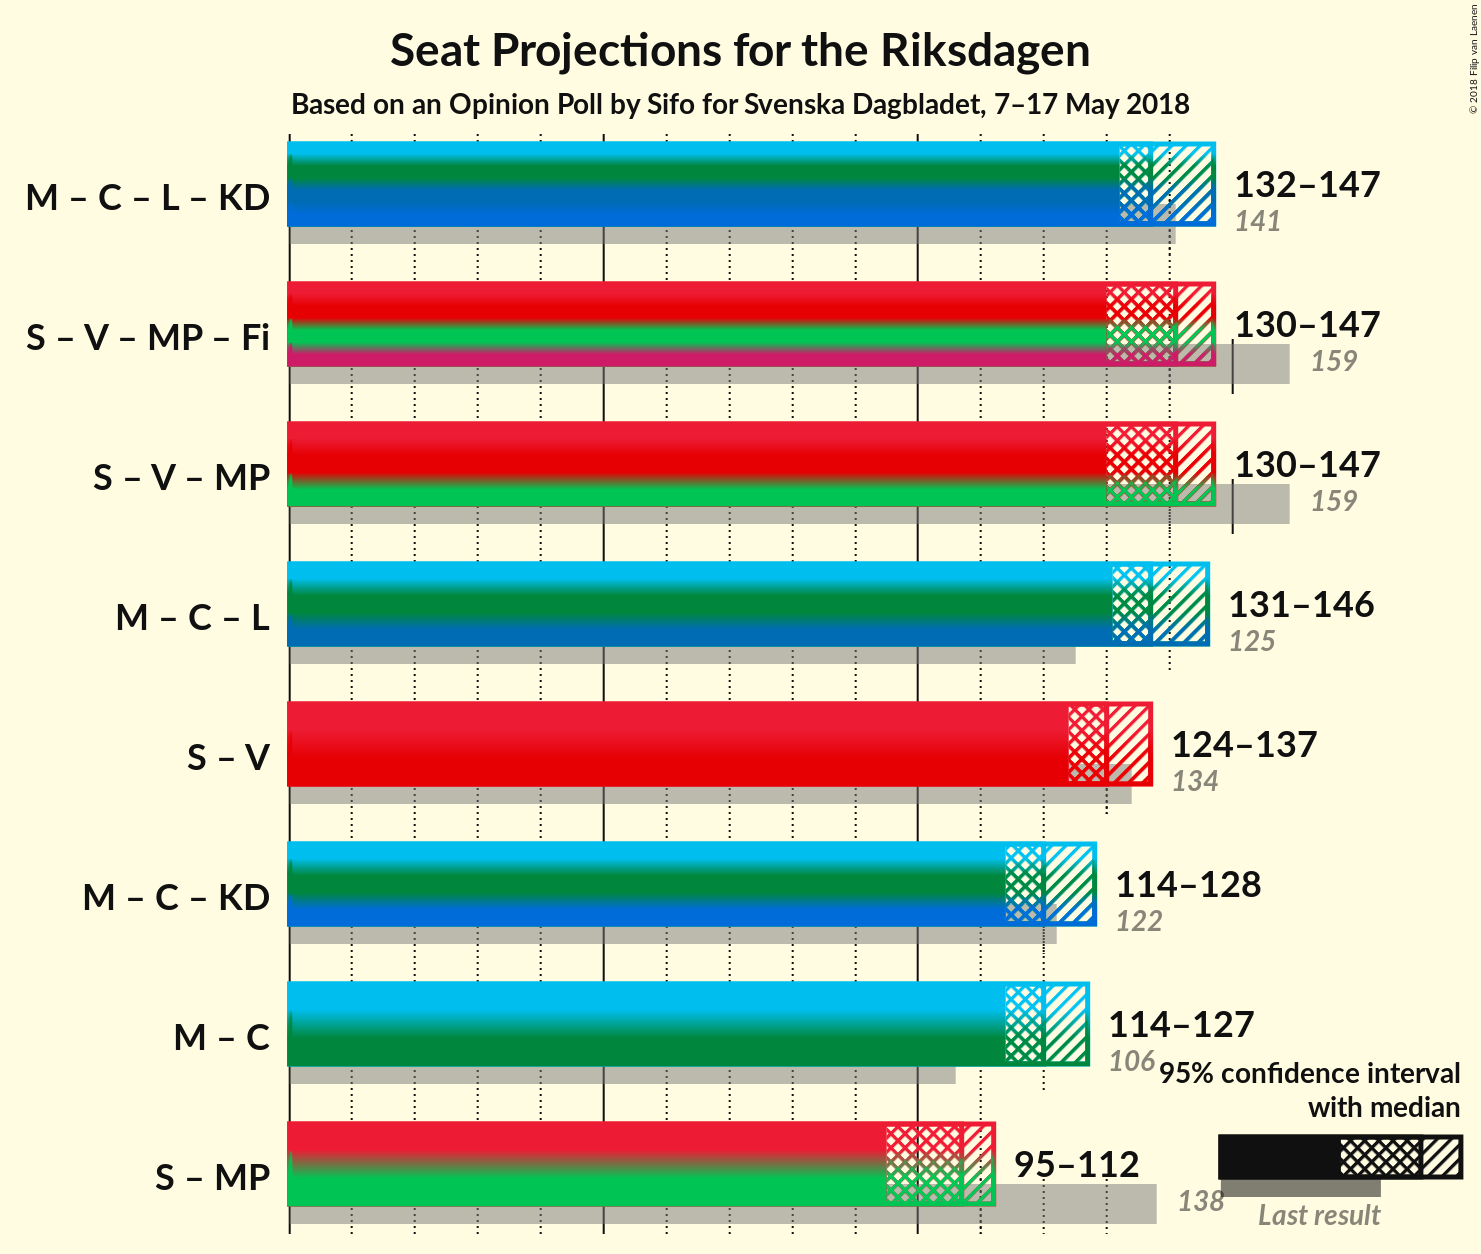 Seat Projections for the Riksdagen
Based on an Opinion Poll by Sifo for Svenska Dagbladet, 7–17 May 2018
© 2018 Filip van Laenen
M – C – L – KD
132–147
141
S – V – MP – Fi
130–147
159
S – V – MP
130–147
159
M – C – L
131–146
125
S – V
124–137
134
M – C – KD
114–128
122
M – C
114–127
106
S – MP
95–112
138
95% confidence interval
with median
Last result